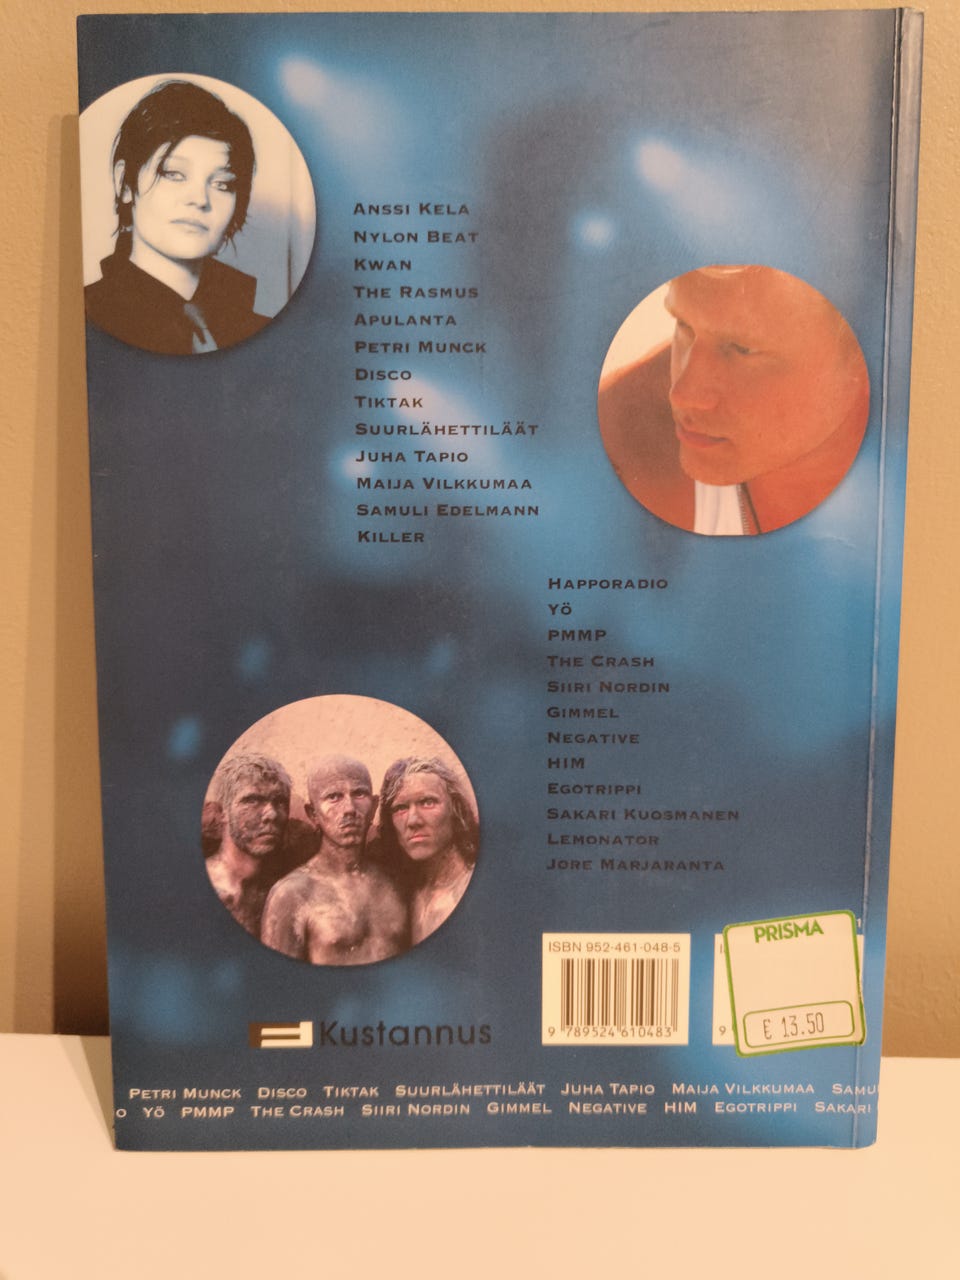 ANSSI KELA
NYLON BEAT
KWAN
THE RASMUS
APULANTA
PETRI MUNCK
DISCO
TIKTAK
SUURLÄHETTILÄÄT
JUHA TAPIO
MAIJA VILKKUMAA
SAMULI EDELMANN
KILLER
HAPPORADIO
YÖ
PMMP
THE CRASH
SIIRI NORDIN
GIMMEL
NEGATIVE
HIM
EGOTRIPPI
SAKARI KUOSMANEN
LEMONATOR
JORE MARJARANTA
ISBN 952-461-048-5
9 789524 610483
PRISMA
€ 13.50
9
Kustannus
PETRI MUNCK DISCO TIKTAK SUURLÄHETTILÄÄT JUHA TAPIO MAIJA VILKKUMAA SAMU
O YÖ PMMP THE CRASH SIIRI NORDIN GIMMEL NEGATIVE HIM EGOTRIPPI SAKARI